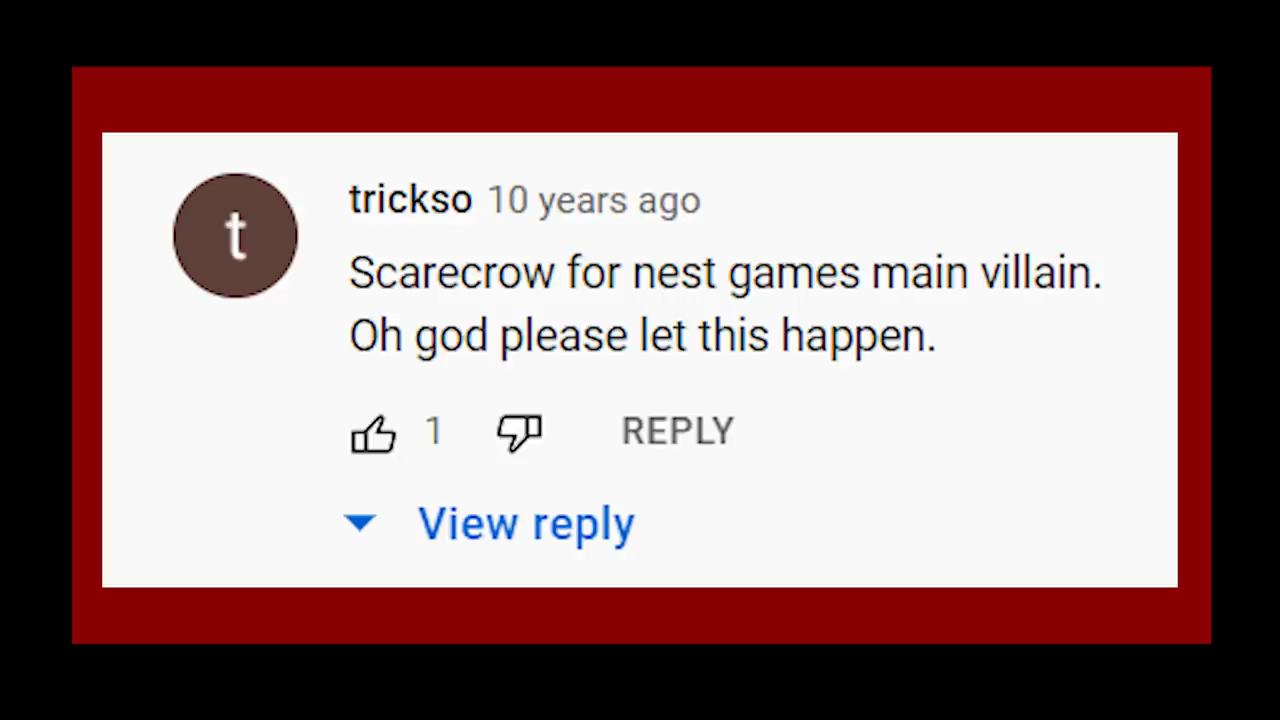 t
trickso 10 years ago
Scarecrow for nest games main villain.
Oh god please let this happen.
1 REPLY
View reply